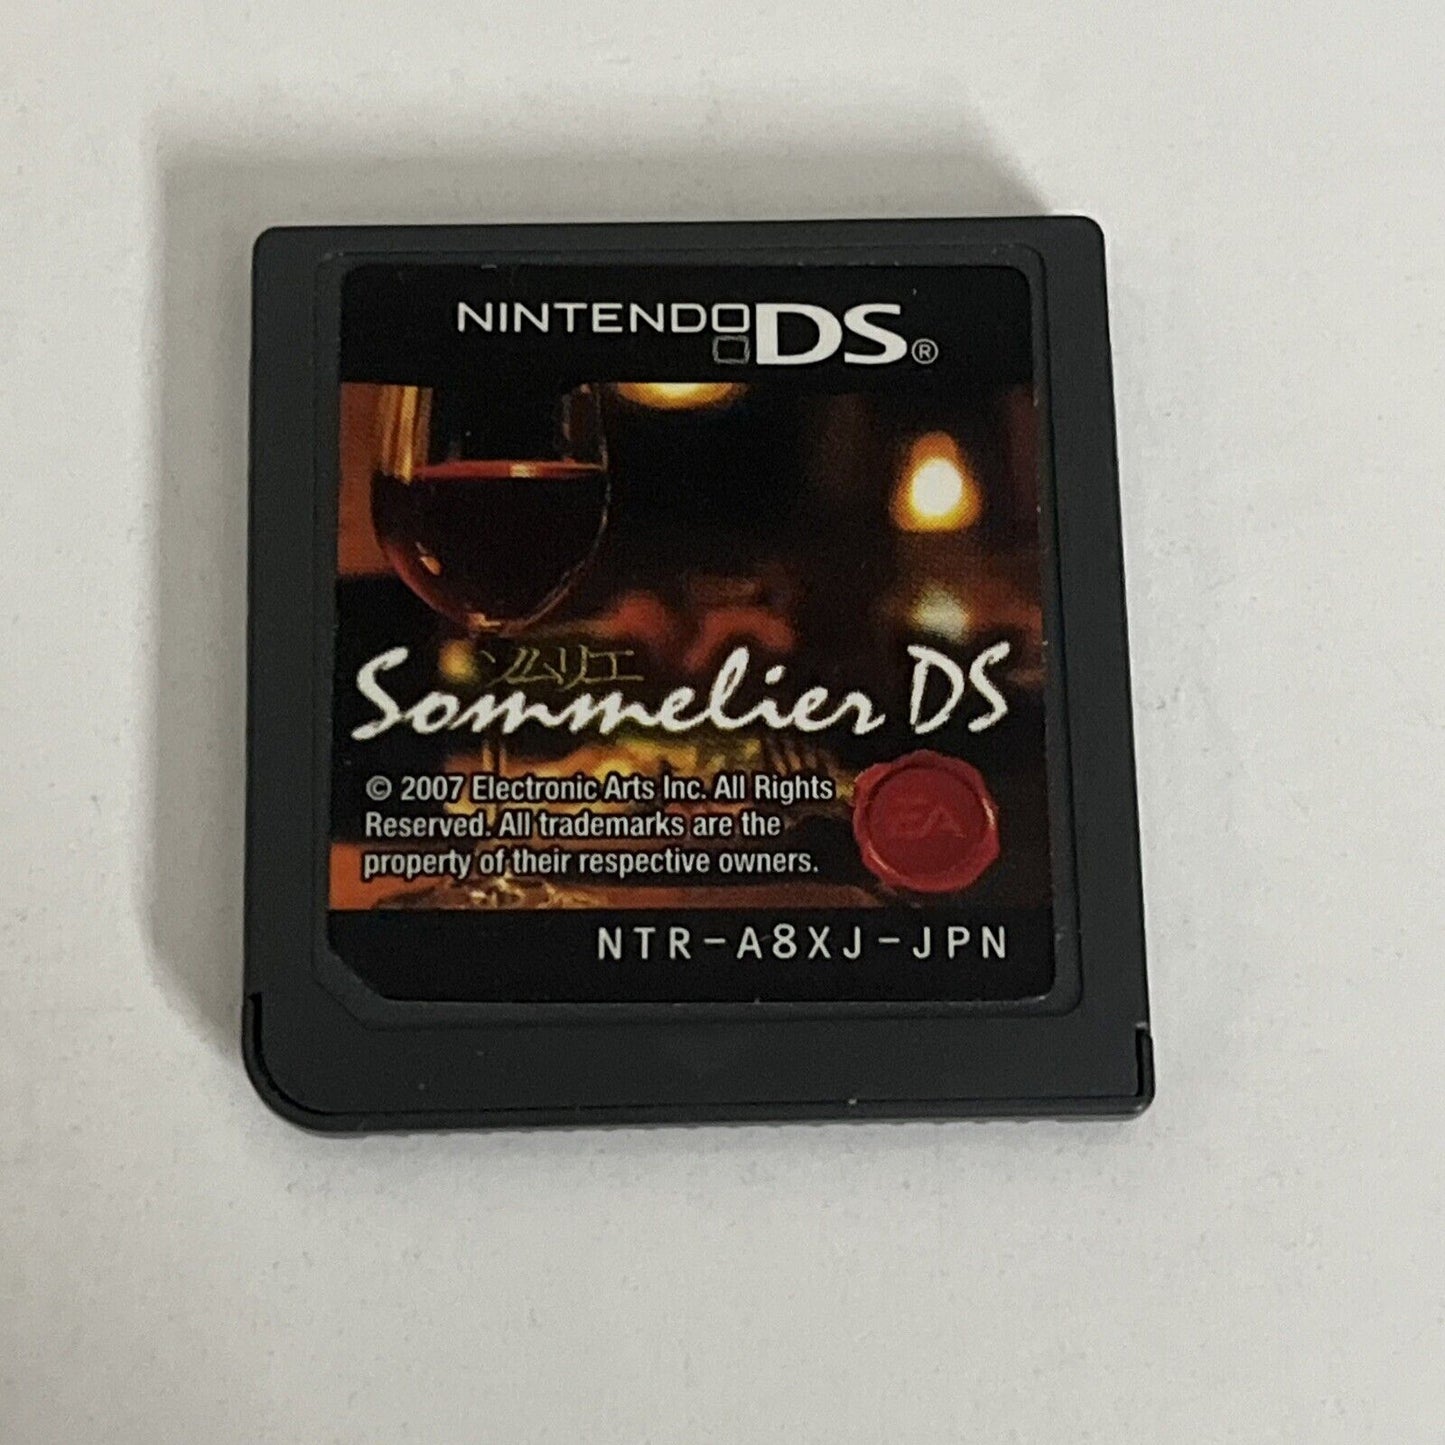 NINTENDO DS®
ソムリエ
Sommelier DS
© 2007 Electronic Arts Inc. All Rights
Reserved. All trademarks are the
property of their respective owners.
EA
NTR-A8XJ-JPN